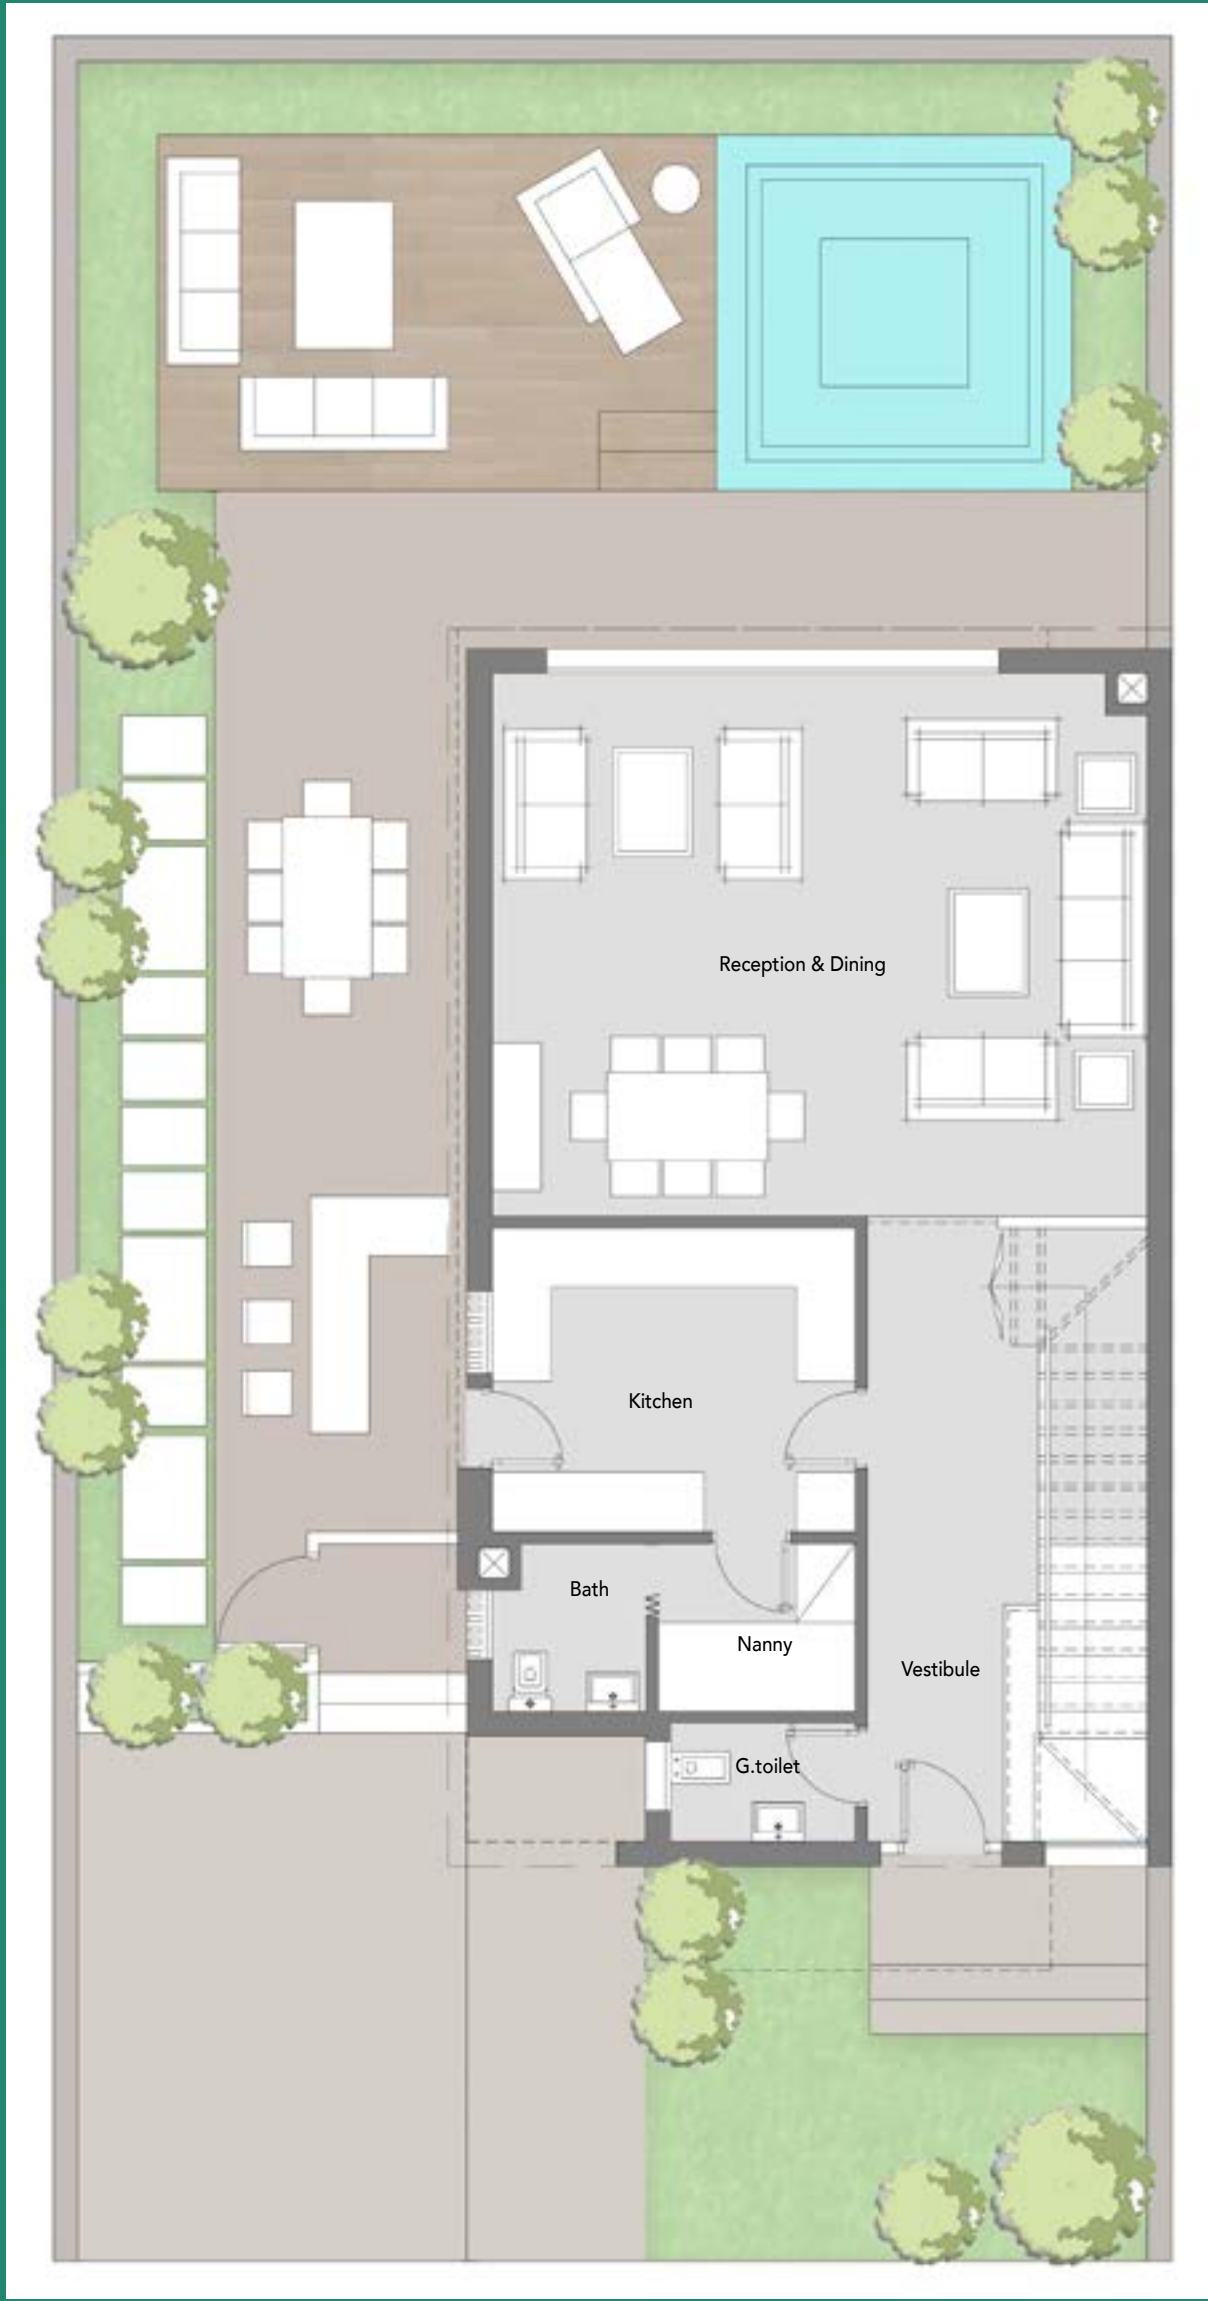 Reception & Dining
Kitchen
Bath
Nanny
Vestibule
G.toilet